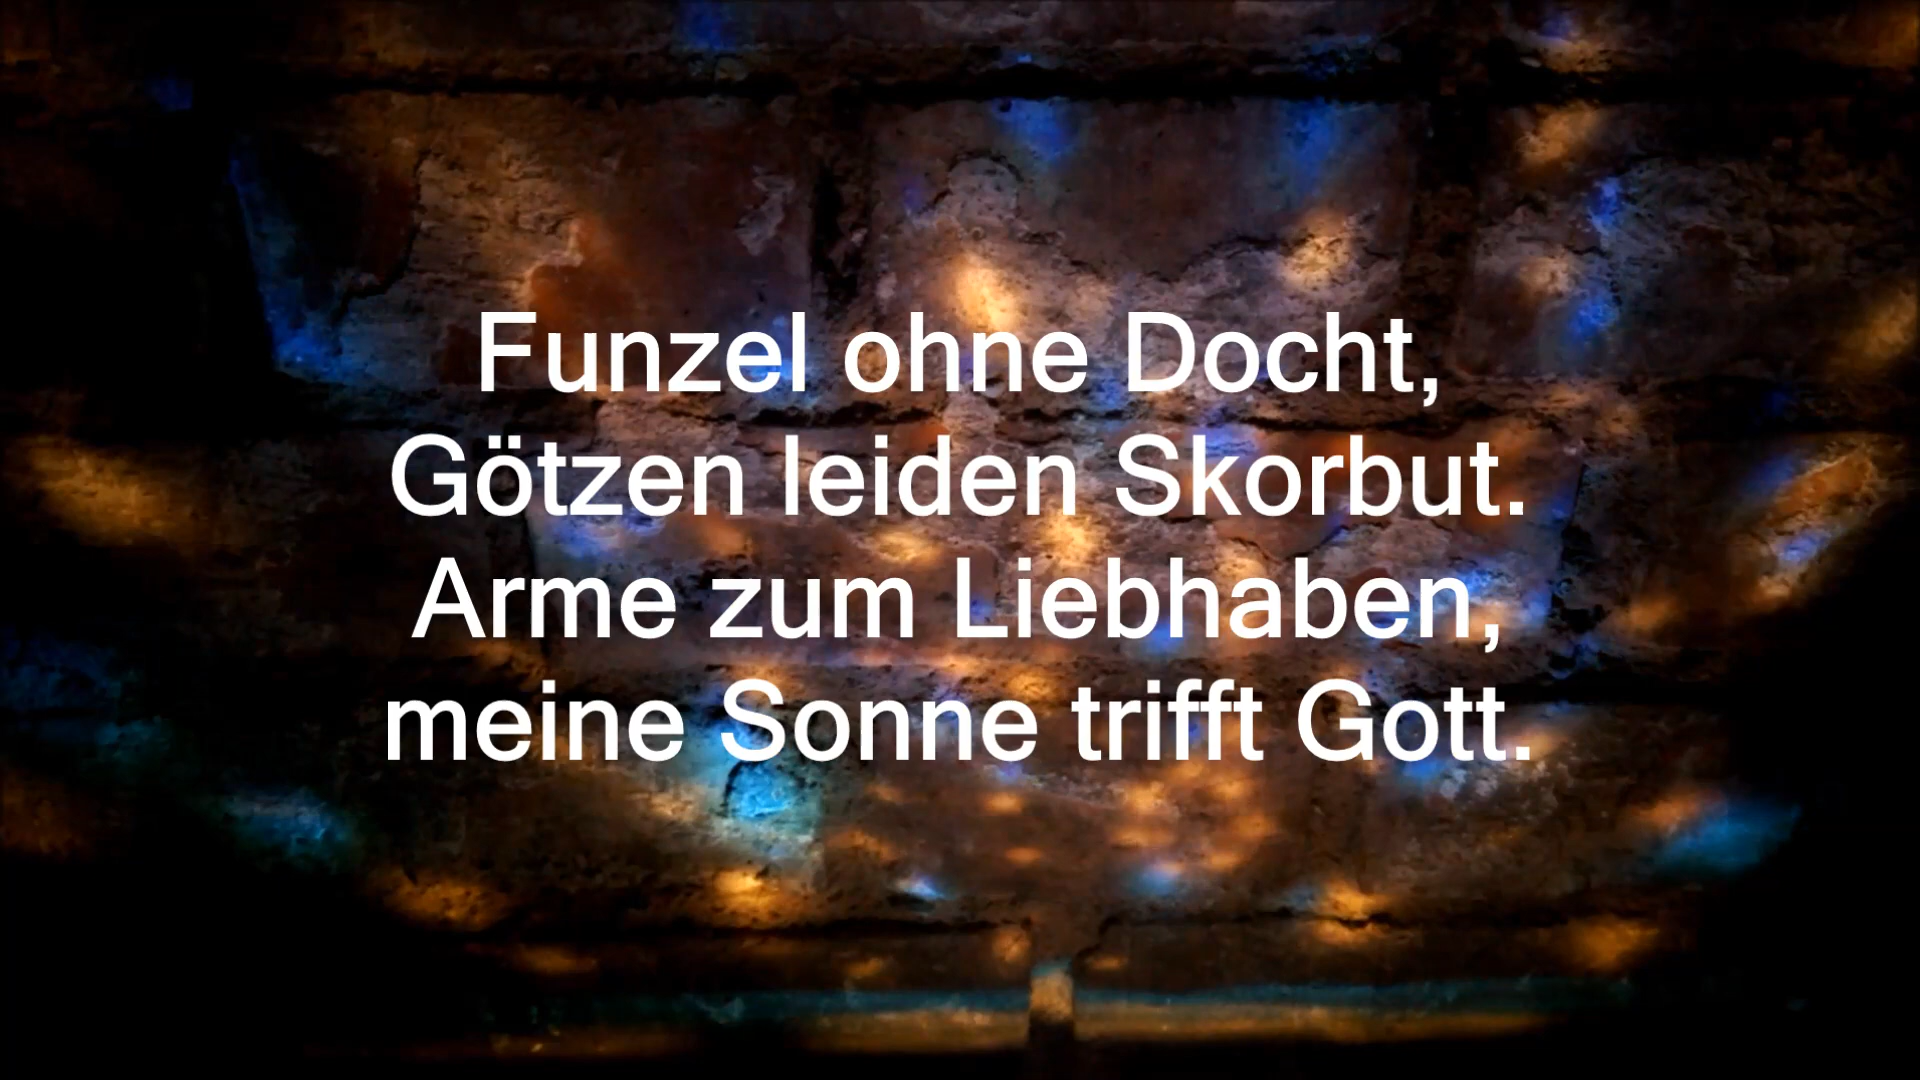 Funzel ohne Docht,
Götzen leiden Skorbut.
Arme zum Liebhaben,
meine Sonne trifft Gott.